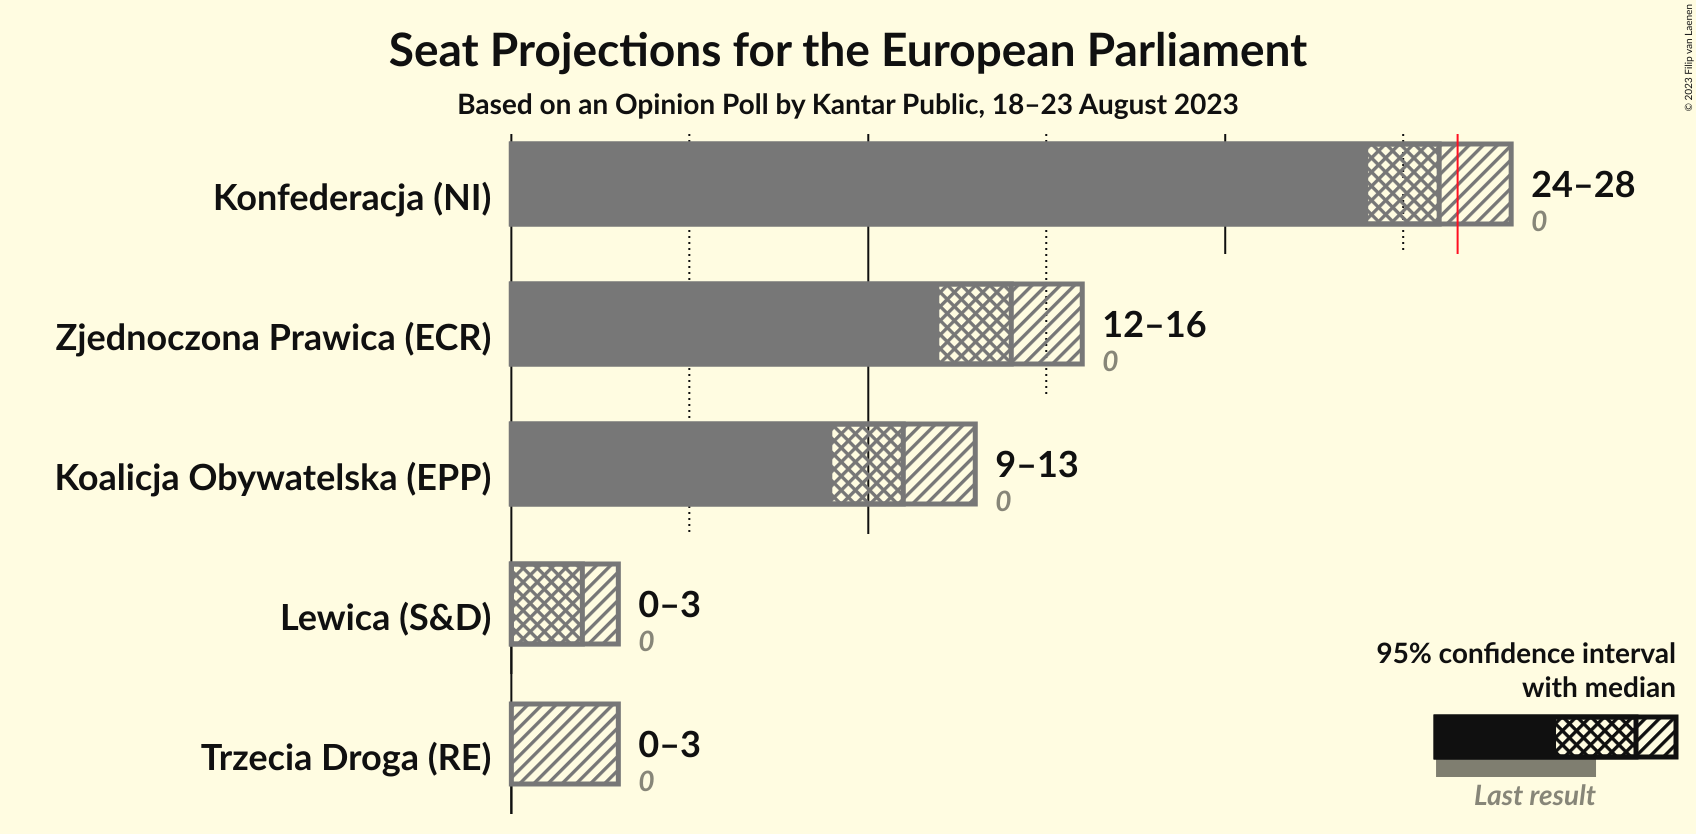 Seat Projections for the European Parliament
Based on an Opinion Poll by Kantar Public, 18–23 August 2023
© 2023 Filip van Laenen
Konfederacja (NI)
24–28
0
Zjednoczona Prawica (ECR)
12–16
0
Koalicja Obywatelska (EPP)
9–13
0
Lewica (S&D)
0–3
0
Trzecia Droga (RE)
0–3
0
95% confidence interval
with median
Last result